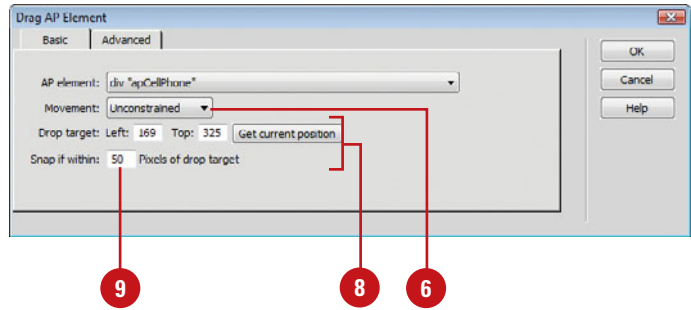 Drag AP Element
Basic Advanced
OK
AP element: div "apCellPhone"
Cancel
Movement: Unconstrained
Help
Drop target: Left: 169 Top: 325 Get current position
Snap if within: 50 Pixels of drop target
9 8 6